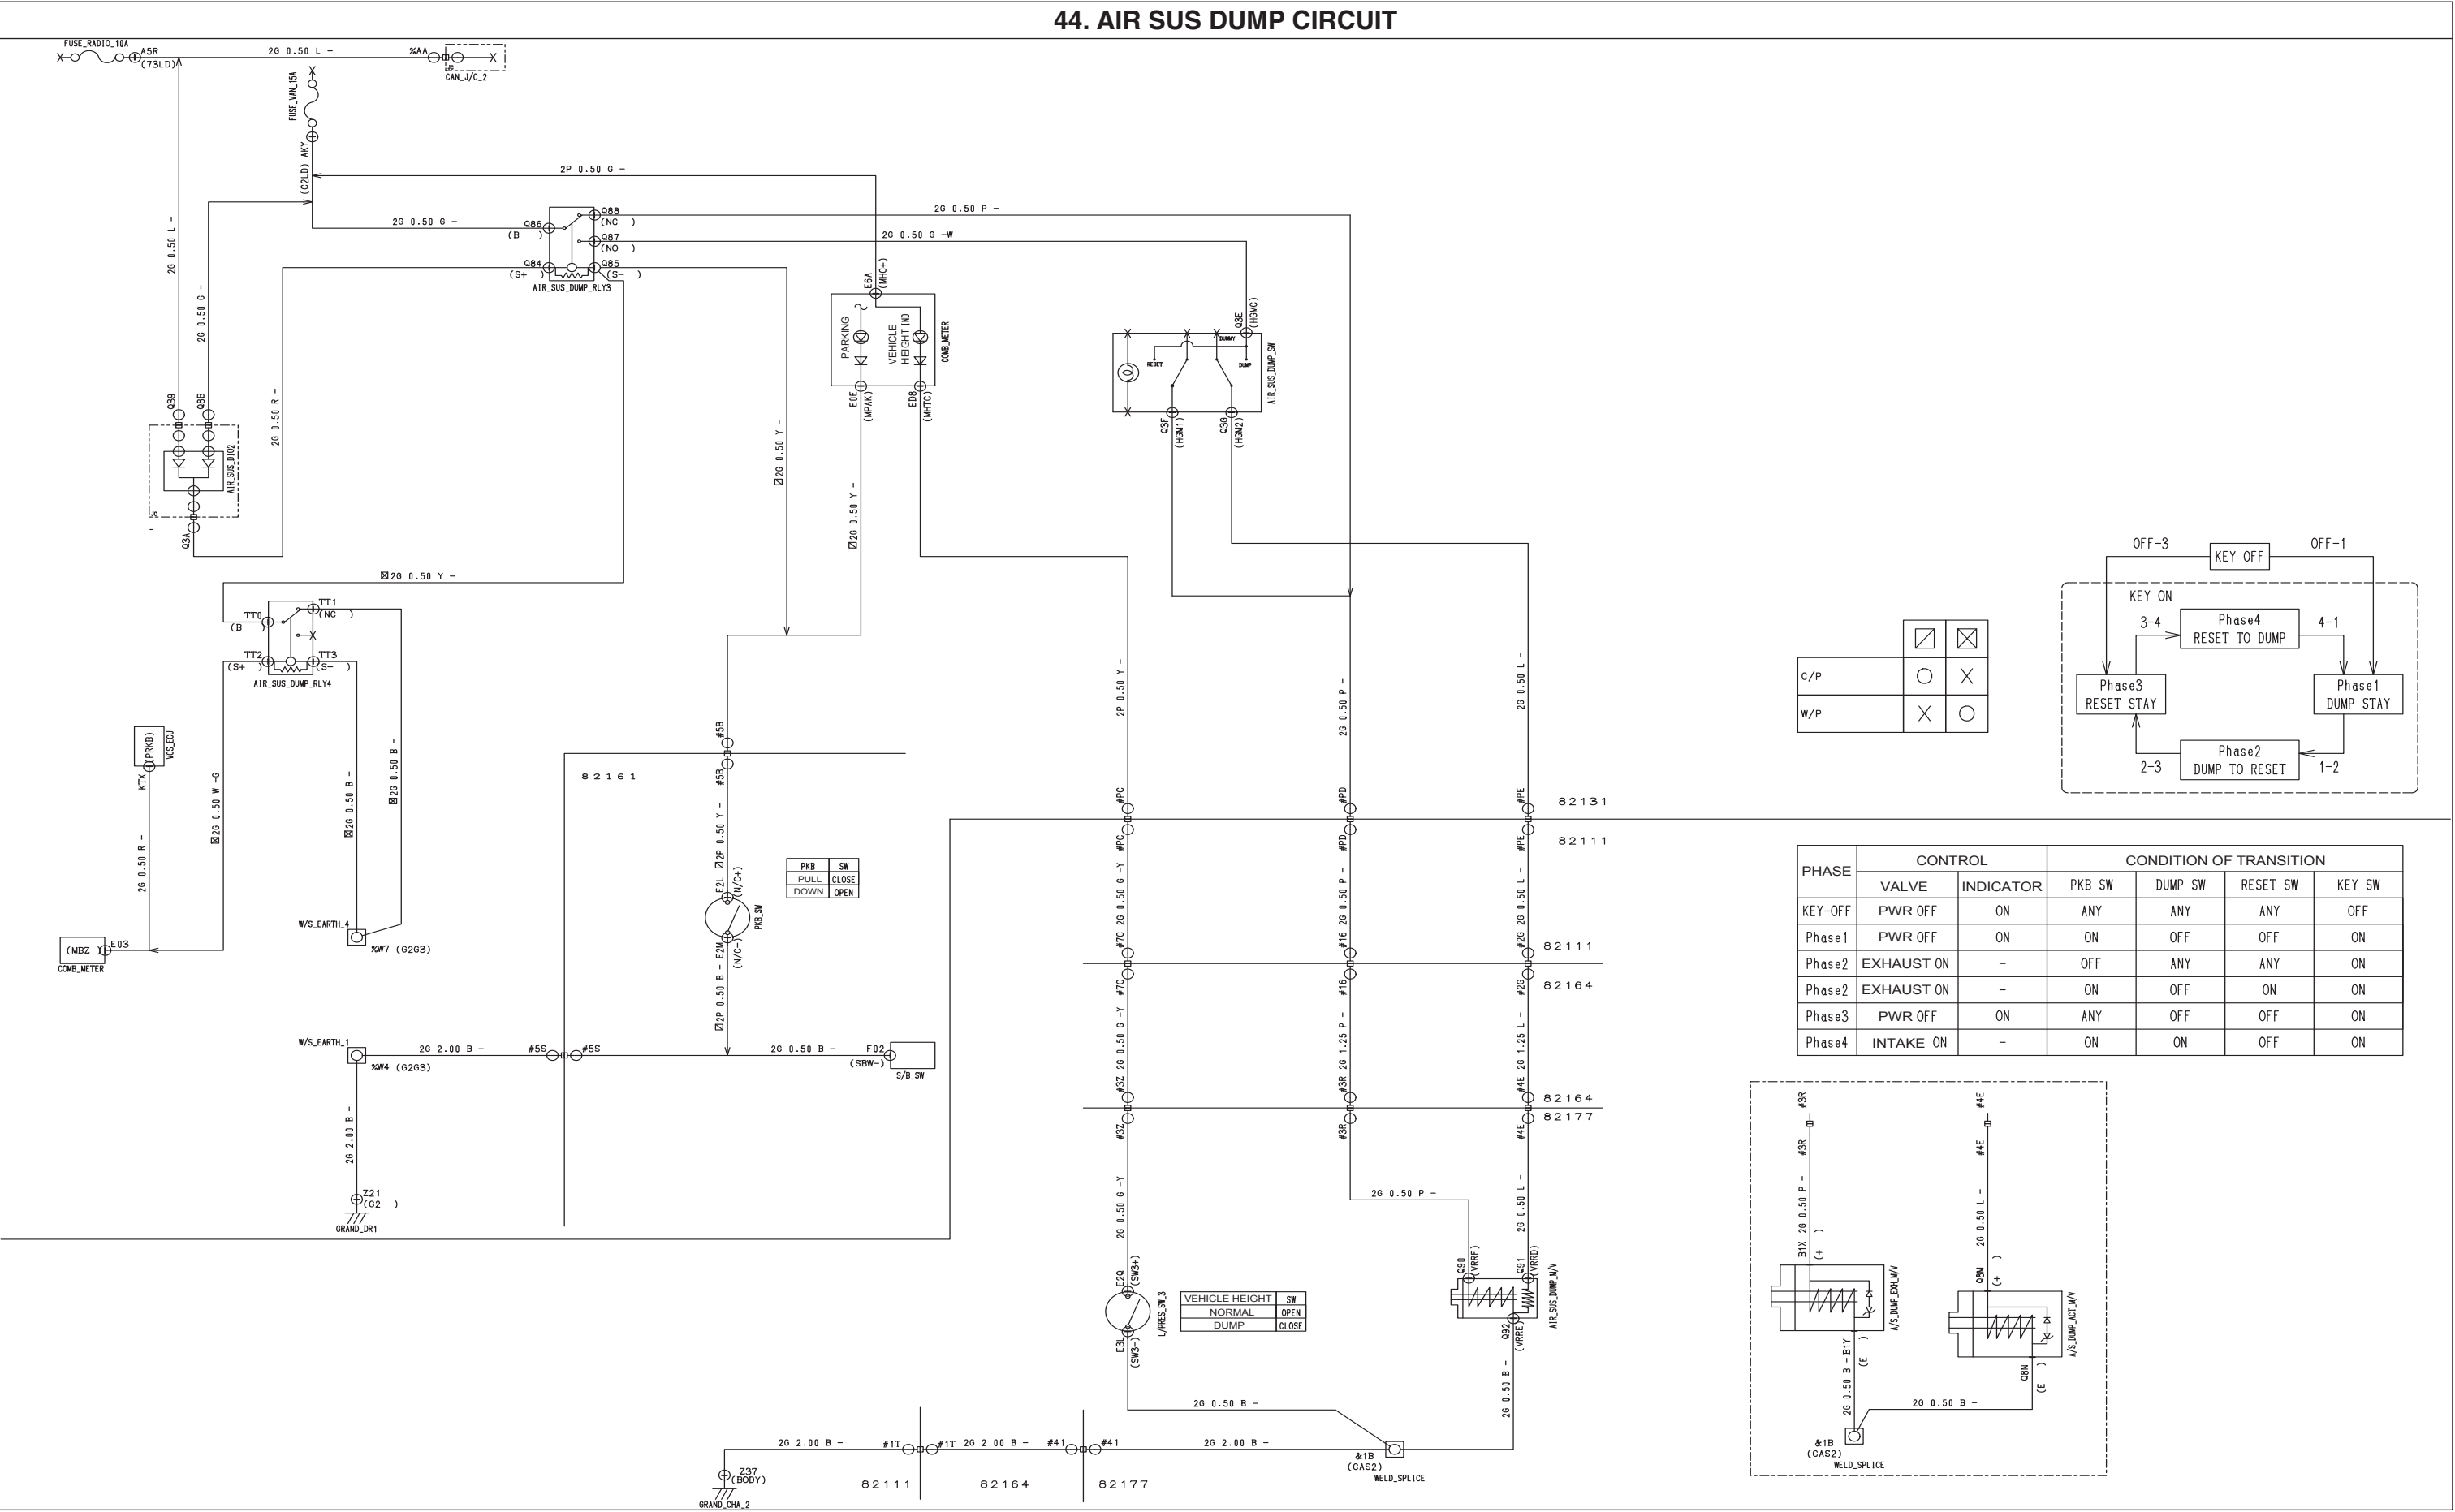 44. AIR SUS DUMP CIRCUIT
FUSE_RADIO_10A
A5R
(73LD)
2G 0.50 L -
%AA
JC
CAN_J/C_2
FUSE_VAN_15A
(C2LD) AKY
2P 0.50 G -
2G 0.50 L -
2G 0.50 G -
2G 0.50 G -
Q86
(B )
Q88
(NC )
Q87
(NO )
Q84
(S+ )
Q85
(S- )
AIR_SUS_DUMP_RLY3
2G 0.50 P -
2G 0.50 G -W
E6A
(MHC+)
PARKING
VEHICLE
HEIGHT IND
COMB_METER
E0E
(MPAK)
ED8
(MHTC)
Q3E
(HGMC)
DUMMY
RESET
DUMP
AIR_SUS_DUMP_SW
Q3F
(HGM1)
Q3G
(HGM2)
Q39
Q8B
AIR_SUS_DIO2
JC
-
Q3A
2G 0.50 R -
2G 0.50 Y -
2G 0.50 Y -
2G 0.50 Y -
TT0
(B )
TT1
(NC )
TT2
(S+ )
TT3
(S- )
AIR_SUS_DUMP_RLY4
KTX
(PRKB)
VCS_ECU
2G 0.50 R -
2G 0.50 W -G
2G 0.50 B -
2G 0.50 B -
W/S_EARTH_4
%W7 (G2G3)
(MBZ )
E03
COMB_METER
82161
#5B
#5B
2P 0.50 Y -
E2L
(N/C+)
PKB_SW
E2M
(N/C-)
2P 0.50 B -
PKB SW
PULL CLOSE
DOWN OPEN
W/S_EARTH_1
%W4 (G2G3)
2G 2.00 B -
#5S
#5S
2G 0.50 B -
F02
(SBW-)
S/B_SW
2G 2.00 B -
Z21
(G2 )
GRAND_DR1
2P 0.50 Y -
2G 0.50 P -
2G 0.50 L -
#PC
#PD
#PE
82131
#PC
#PD
#PE
82111
2G 0.50 G -Y
2G 0.50 P -
2G 0.50 L -
#7C
#16
#2G
82111
#7C
#16
#2G
82164
2G 0.50 G -Y
2G 1.25 P -
2G 1.25 L -
#3Z
#3R
#4E
82164
#3Z
#3R
#4E
82177
2G 0.50 G -Y
2G 0.50 P -
2G 0.50 L -
E2Q
(SW3+)
L/PRES_SW_3
E3L
(SW3-)
VEHICLE HEIGHT SW
NORMAL OPEN
DUMP CLOSE
Q90
(VRRF)
Q91
(VRRD)
AIR_SUS_DUMP_M/V
Q92
(VRRE)
2G 0.50 B -
2G 0.50 B -
2G 2.00 B -
#1T
#1T
2G 2.00 B -
#41
#41
2G 2.00 B -
&1B
(CAS2)
WELD_SPLICE
Z37
(BODY)
GRAND_CHA_2
82111
82164
82177
C/P O X
W/P X O
OFF-3
KEY OFF
OFF-1
KEY ON
3-4
Phase4
RESET TO DUMP
4-1
Phase3
RESET STAY
Phase1
DUMP STAY
2-3
Phase2
DUMP TO RESET
1-2
PHASE CONTROL CONDITION OF TRANSITION
VALVE INDICATOR PKB SW DUMP SW RESET SW KEY SW
KEY-OFF PWR OFF ON ANY ANY ANY OFF
Phase1 PWR OFF ON ON OFF OFF ON
Phase2 EXHAUST ON - OFF ANY ANY ON
Phase2 EXHAUST ON - ON OFF ON ON
Phase3 PWR OFF ON ANY OFF OFF ON
Phase4 INTAKE ON - ON ON OFF ON
#3R
#4E
#3R
#4E
2G 0.50 P -
2G 0.50 L -
B1X
(+ )
A/S_DUMP_EXH_M/V
Q8M
(+ )
A/S_DUMP_ACT_M/V
B1Y
(E )
2G 0.50 B -
Q8N
(E )
2G 0.50 B -
&1B
(CAS2)
WELD_SPLICE